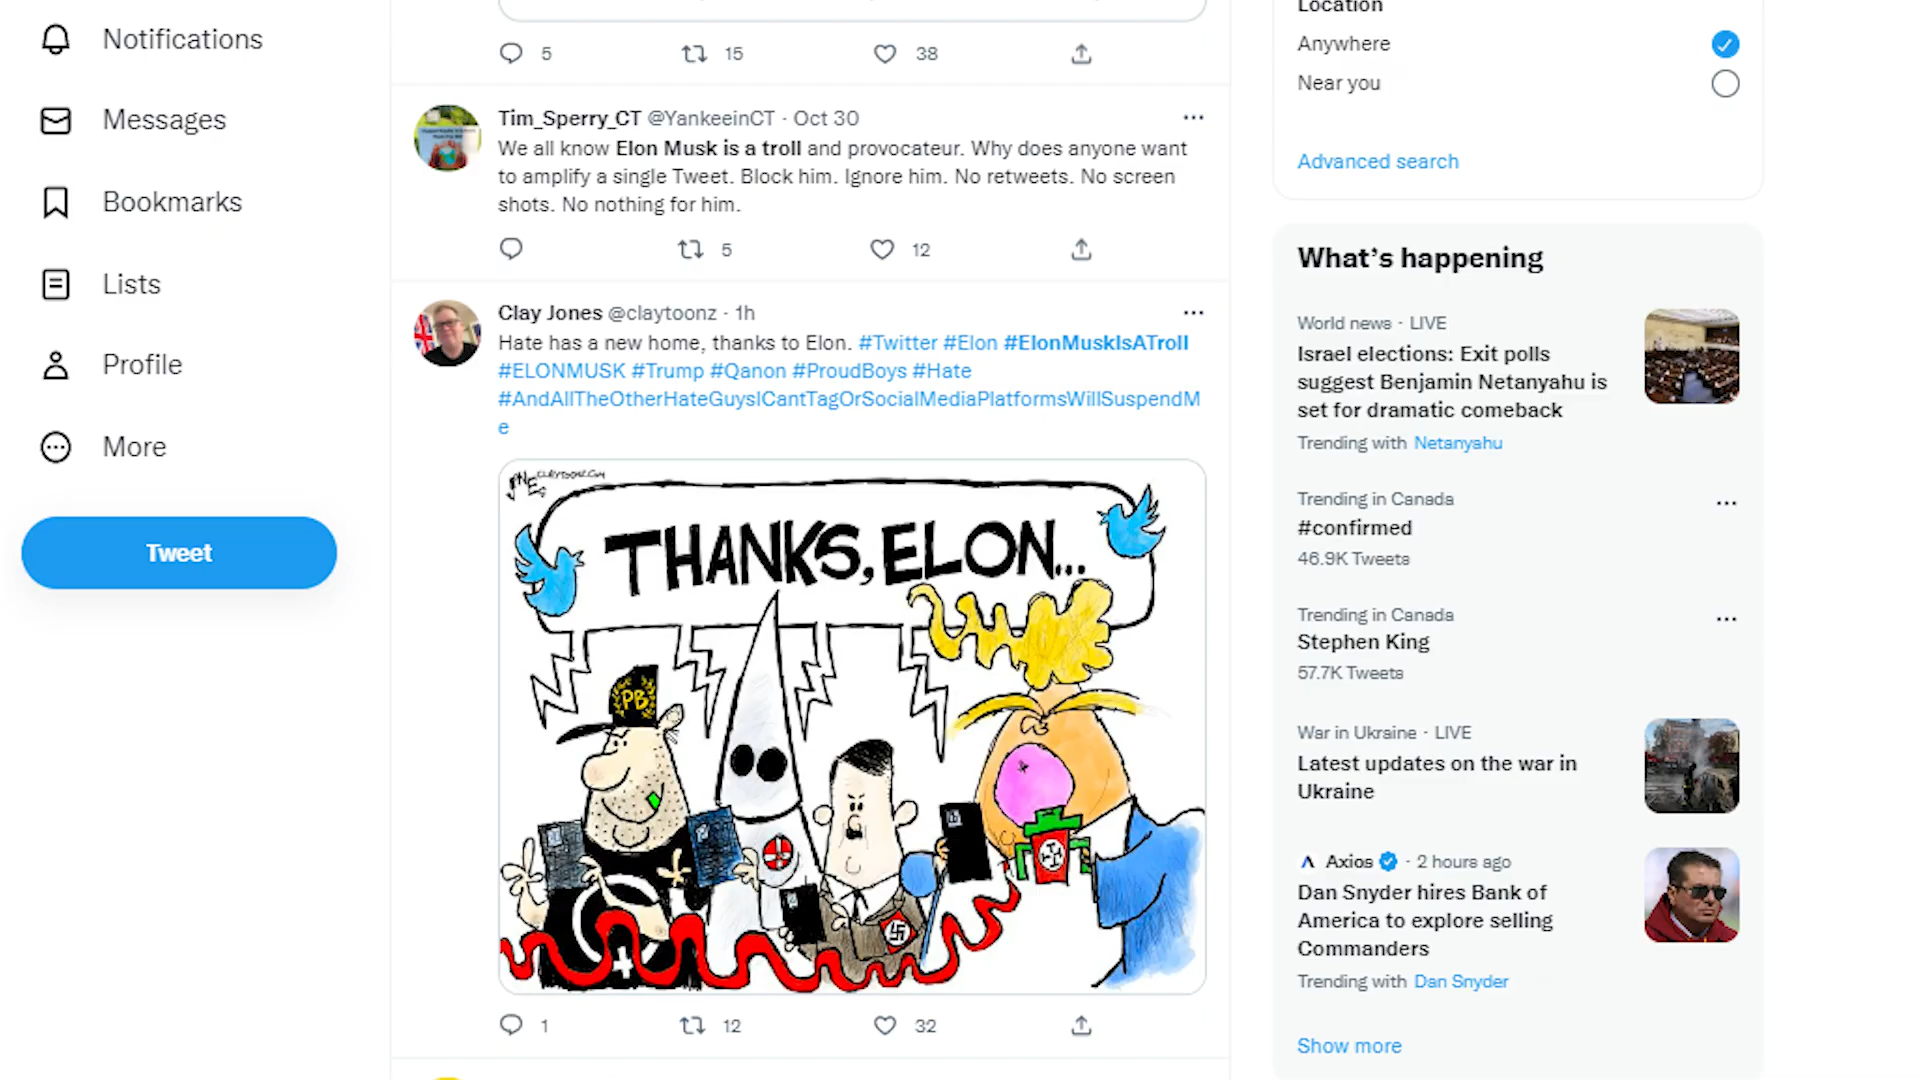 Notifications
Messages
Bookmarks
Lists
Profile
More
Tweet
5 15 38
Tim_Sperry_CT @YankeeinCT · Oct 30
We all know Elon Musk is a troll and provocateur. Why does anyone want
to amplify a single Tweet. Block him. Ignore him. No retweets. No screen
shots. No nothing for him.
5 12
Clay Jones @claytoonz · 1h
Hate has a new home, thanks to Elon. #Twitter #Elon #ElonMuskIsATroll
#ELONMUSK #Trump #Qanon #ProudBoys #Hate
#AndAllTheOtherHateGuysICantTagOrSocialMediaPlatformsWillSuspendM
e
JONES CLAYTOONZ.COM
THANKS, ELON...
PB
1 12 32
Location
Anywhere
Near you
Advanced search
What's happening
World news · LIVE
Israel elections: Exit polls
suggest Benjamin Netanyahu is
set for dramatic comeback
Trending with Netanyahu
Trending in Canada
#confirmed
46.9K Tweets
Trending in Canada
Stephen King
57.7K Tweets
War in Ukraine · LIVE
Latest updates on the war in
Ukraine
Axios · 2 hours ago
Dan Snyder hires Bank of
America to explore selling
Commanders
Trending with Dan Snyder
Show more